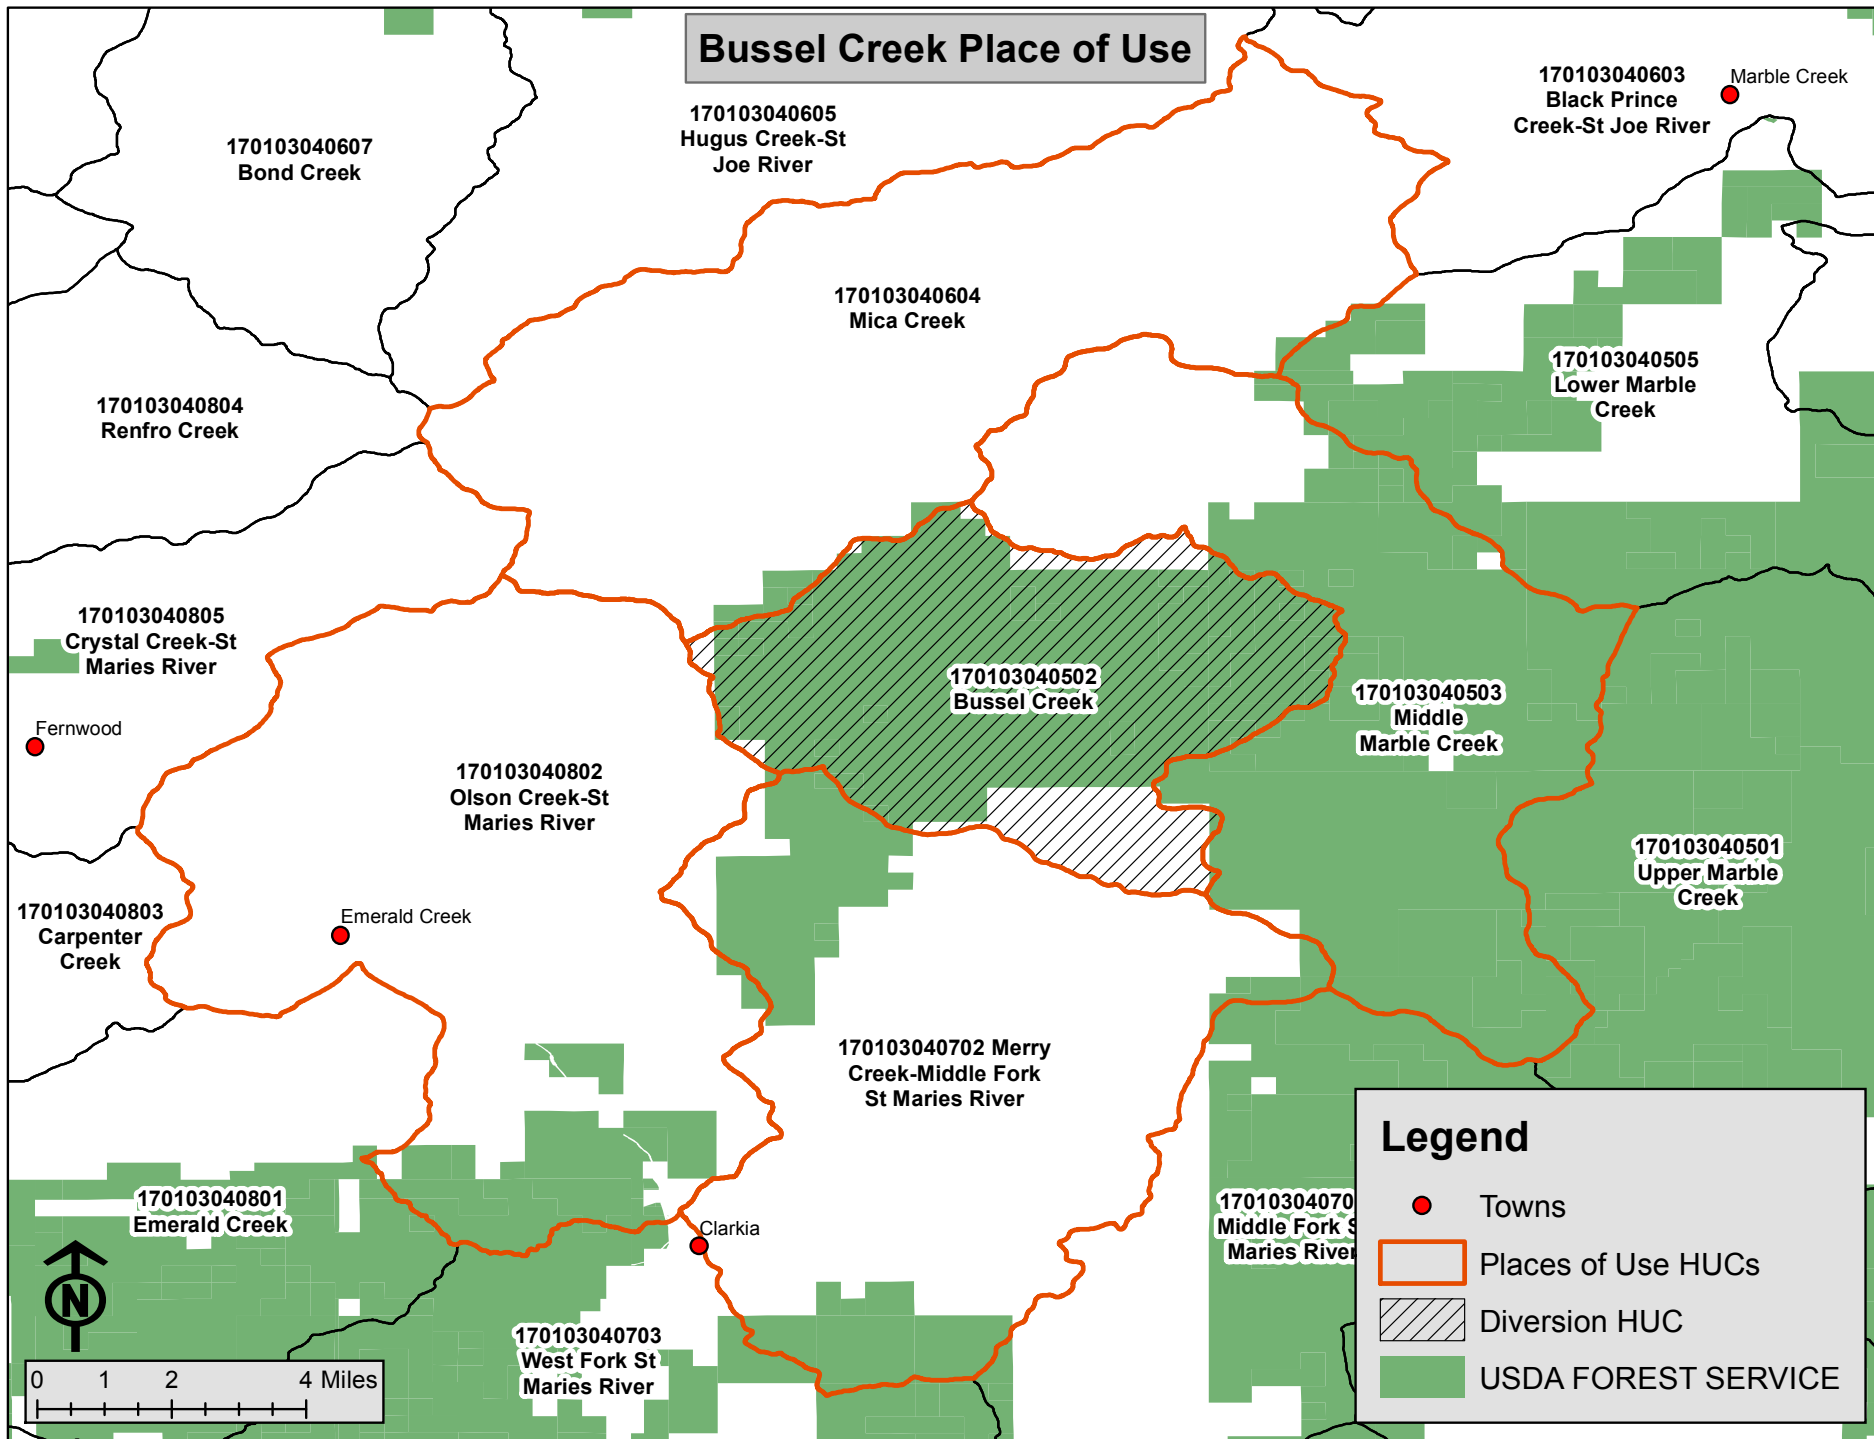 Bussel Creek Place of Use
170103040603
Black Prince
Creek-St Joe River
Marble Creek
170103040605
Hugus Creek-St
Joe River
170103040607
Bond Creek
170103040604
Mica Creek
170103040505
Lower Marble
Creek
170103040804
Renfro Creek
170103040805
Crystal Creek-St
Maries River
170103040502
Bussel Creek
170103040503
Middle
Marble Creek
Fernwood
170103040802
Olson Creek-St
Maries River
170103040501
Upper Marble
Creek
170103040803
Carpenter
Creek
Emerald Creek
170103040702 Merry
Creek-Middle Fork
St Maries River
170103040801
Emerald Creek
Clarkia
17010304070
Middle Fork S
Maries River
170103040703
West Fork St
Maries River
N
0 1 2 4 Miles
Legend
Towns
Places of Use HUCs
Diversion HUC
USDA FOREST SERVICE